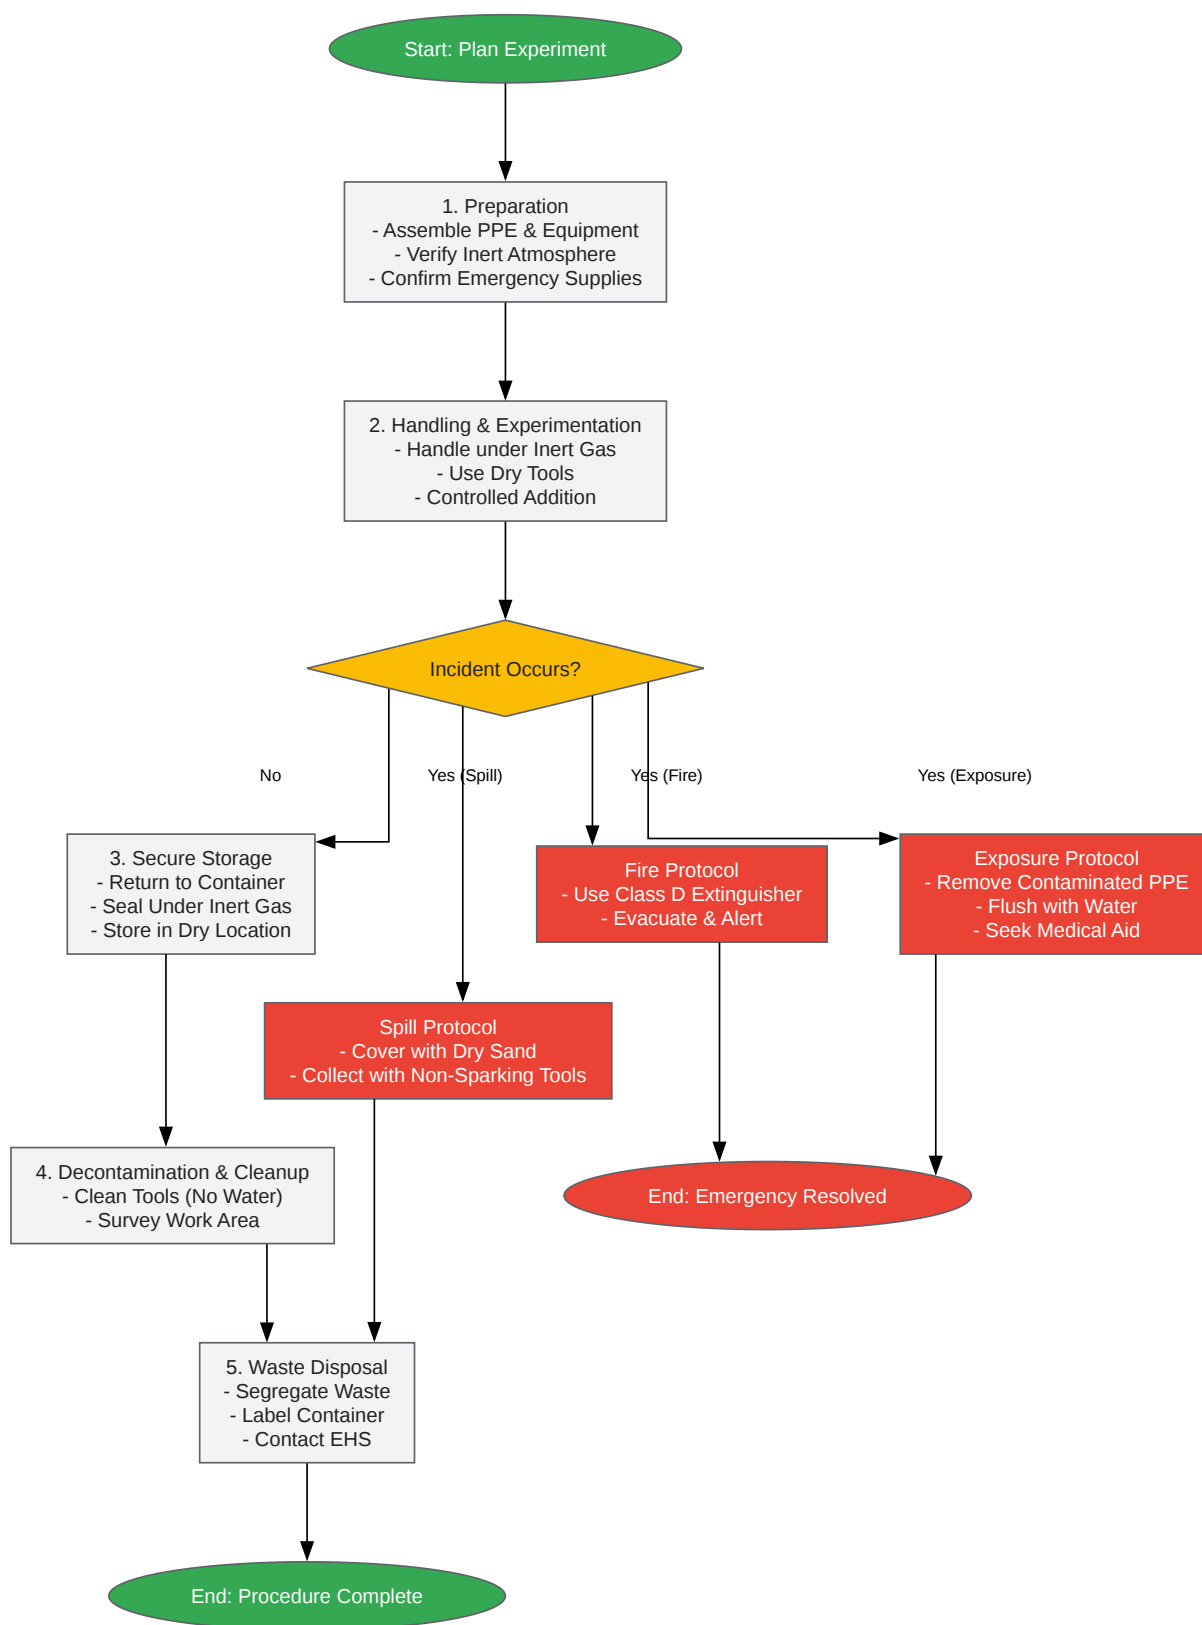 Start: Plan Experiment
1. Preparation
- Assemble PPE & Equipment
- Verify Inert Atmosphere
- Confirm Emergency Supplies
2. Handling & Experimentation
- Handle under Inert Gas
- Use Dry Tools
- Controlled Addition
Incident Occurs?
No
Yes (Spill)
Yes (Fire)
Yes (Exposure)
3. Secure Storage
- Return to Container
- Seal Under Inert Gas
- Store in Dry Location
Fire Protocol
- Use Class D Extinguisher
- Evacuate & Alert
Exposure Protocol
- Remove Contaminated PPE
- Flush with Water
- Seek Medical Aid
Spill Protocol
- Cover with Dry Sand
- Collect with Non-Sparking Tools
4. Decontamination & Cleanup
- Clean Tools (No Water)
- Survey Work Area
End: Emergency Resolved
5. Waste Disposal
- Segregate Waste
- Label Container
- Contact EHS
End: Procedure Complete